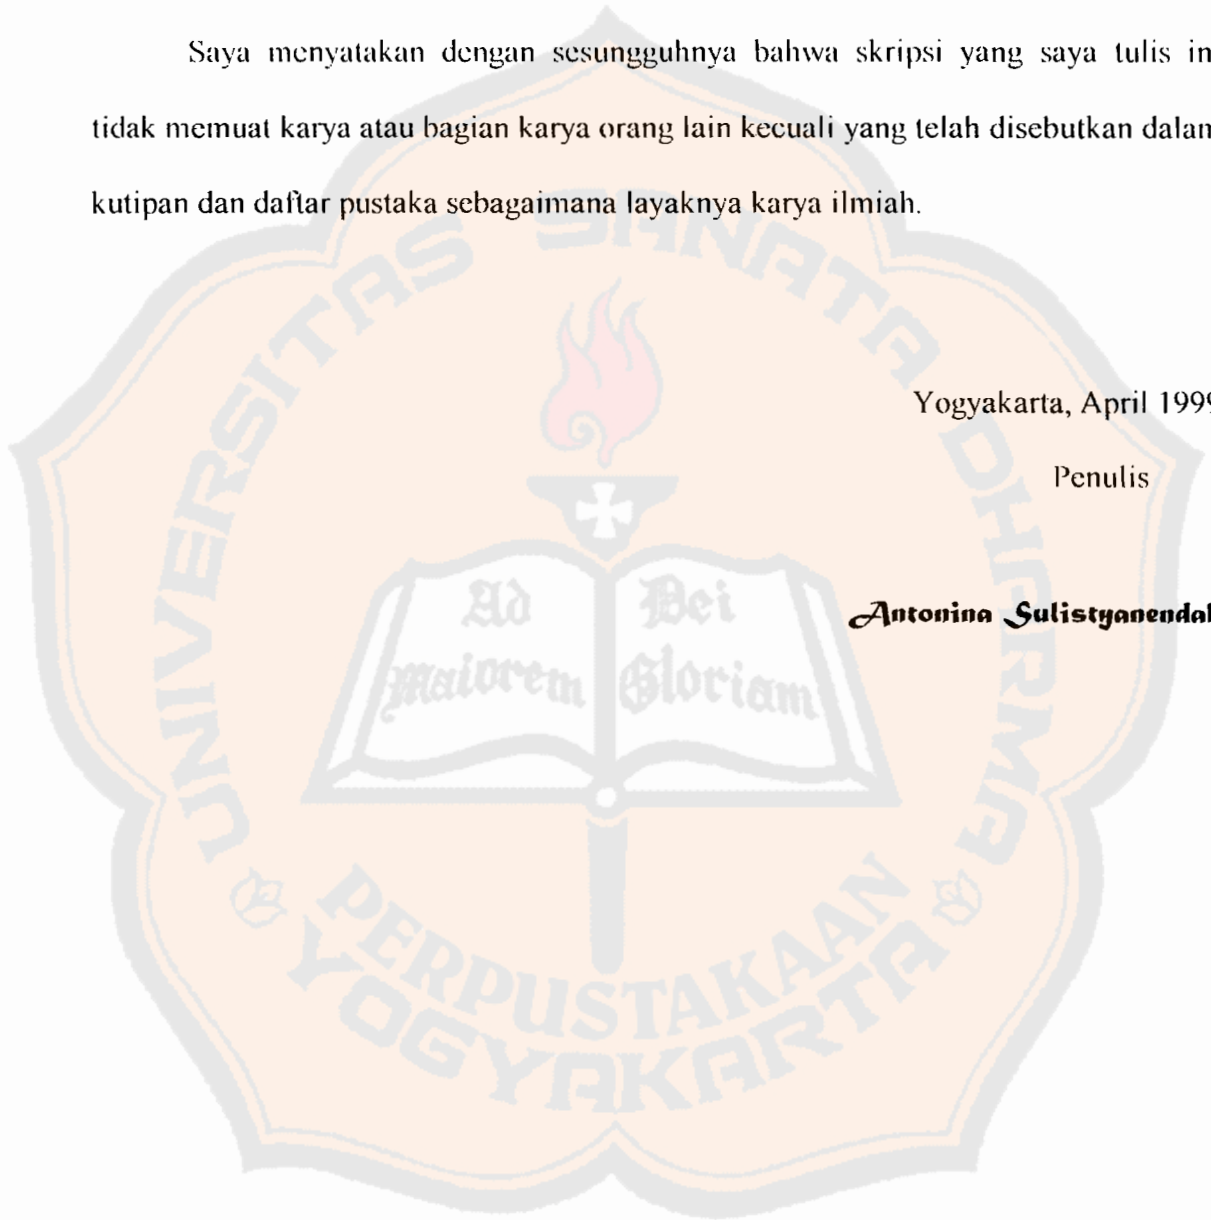 Saya menyatakan dengan sesungguhnya bahwa skripsi yang saya tulis in
tidak memuat karya atau bagian karya orang lain kecuali yang telah disebutkan dalam
kutipan dan daftar pustaka sebagaimana layaknya karya ilmiah.
UNIVERSITAS SANATA DHARMA
Yogyakarta, April 1999
Penulis
Antonina Sulistyanendah
Ad Dei
Maiorem Gloriam
PERPUSTAKAAN
YOGYAKARTA